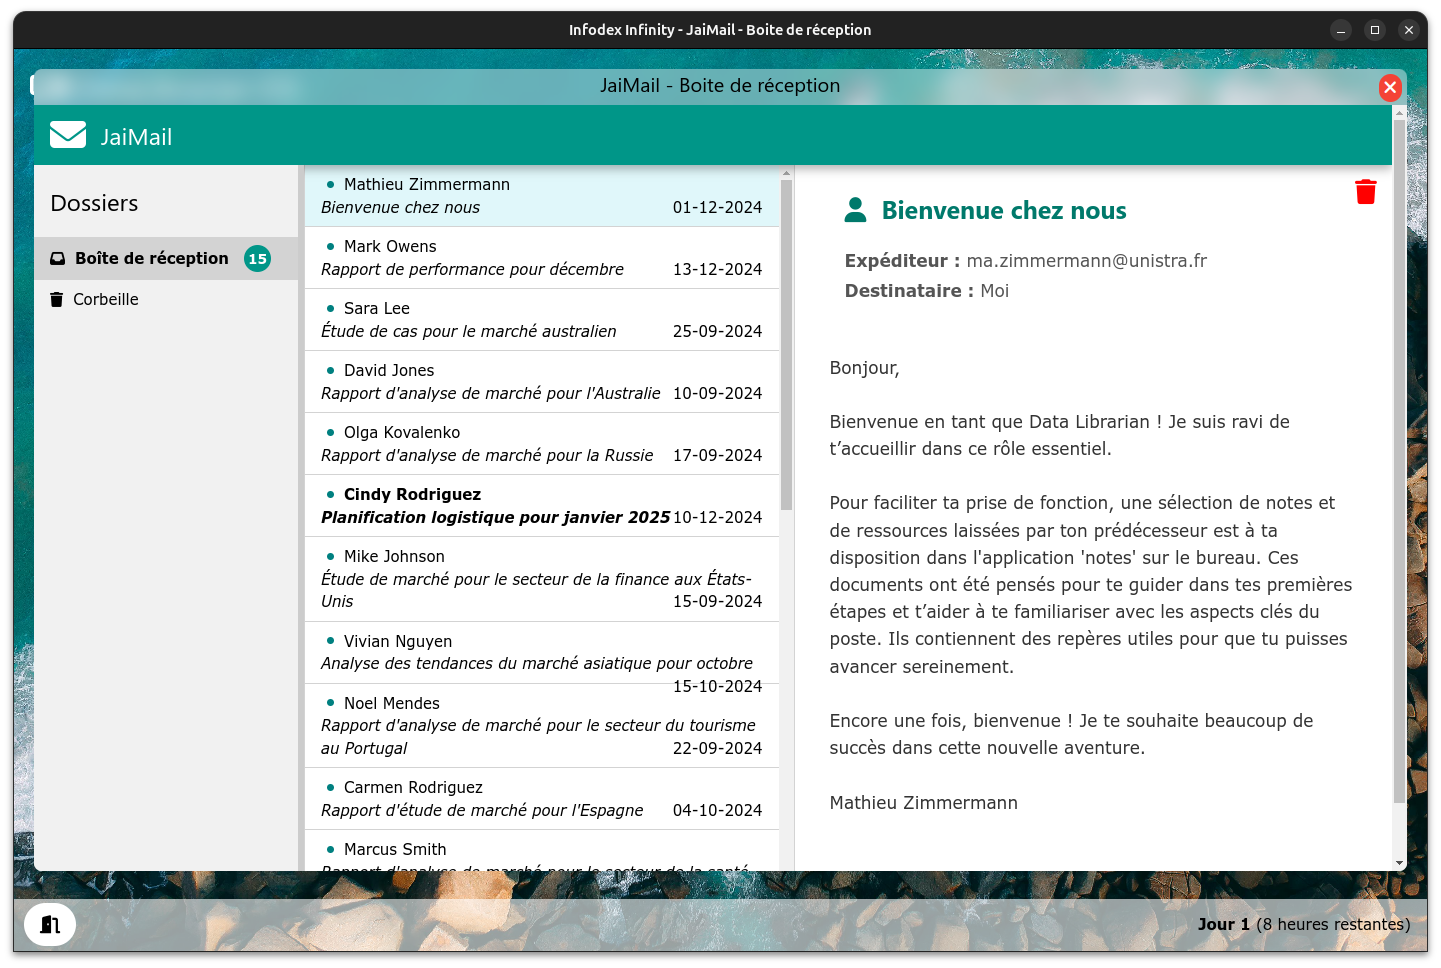 Infodex Infinity - JaiMail - Boite de réception
JaiMail - Boite de réception
JaiMail
Dossiers
Boîte de réception 15
Corbeille
Mathieu Zimmermann
Bienvenue chez nous 01-12-2024
Mark Owens
Rapport de performance pour décembre 13-12-2024
Sara Lee
Étude de cas pour le marché australien 25-09-2024
David Jones
Rapport d'analyse de marché pour l'Australie 10-09-2024
Olga Kovalenko
Rapport d'analyse de marché pour la Russie 17-09-2024
Cindy Rodriguez
Planification logistique pour janvier 2025 10-12-2024
Mike Johnson
Étude de marché pour le secteur de la finance aux États-
Unis 15-09-2024
Vivian Nguyen
Analyse des tendances du marché asiatique pour octobre
15-10-2024
Noel Mendes
Rapport d'analyse de marché pour le secteur du tourisme
au Portugal 22-09-2024
Carmen Rodriguez
Rapport d'étude de marché pour l'Espagne 04-10-2024
Marcus Smith
Rapport d'analyse de marché pour le secteur de la santé
Bienvenue chez nous
Expéditeur : ma.zimmermann@unistra.fr
Destinataire : Moi
Bonjour,
Bienvenue en tant que Data Librarian ! Je suis ravi de
t’accueillir dans ce rôle essentiel.
Pour faciliter ta prise de fonction, une sélection de notes et
de ressources laissées par ton prédécesseur est à ta
disposition dans l'application 'notes' sur le bureau. Ces
documents ont été pensés pour te guider dans tes premières
étapes et t’aider à te familiariser avec les aspects clés du
poste. Ils contiennent des repères utiles pour que tu puisses
avancer sereinement.
Encore une fois, bienvenue ! Je te souhaite beaucoup de
succès dans cette nouvelle aventure.
Mathieu Zimmermann
Jour 1 (8 heures restantes)